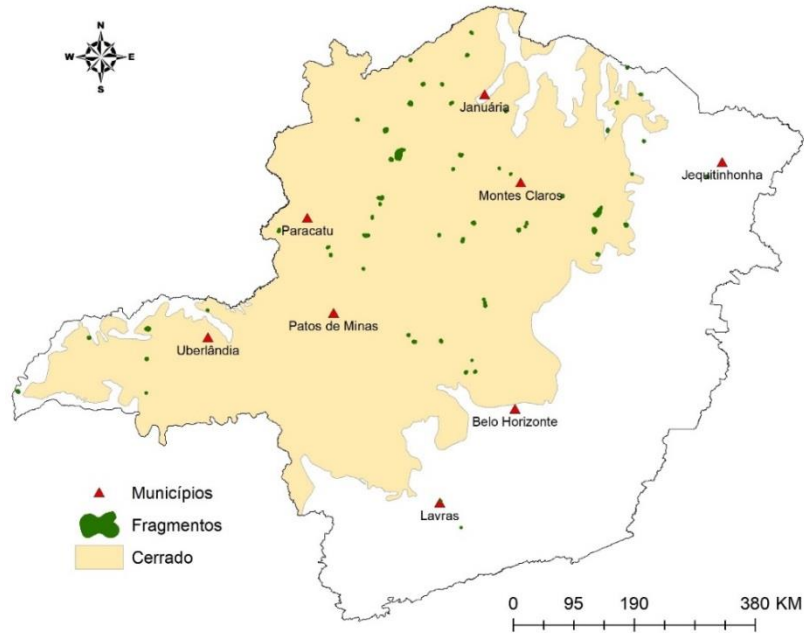 N
W E
S
Januária
Jequitinhonha
Montes Claros
Paracatu
Patos de Minas
Uberlândia
Belo Horizonte
Municípios
Fragmentos
Cerrado
Lavras
0 95 190 380 KM